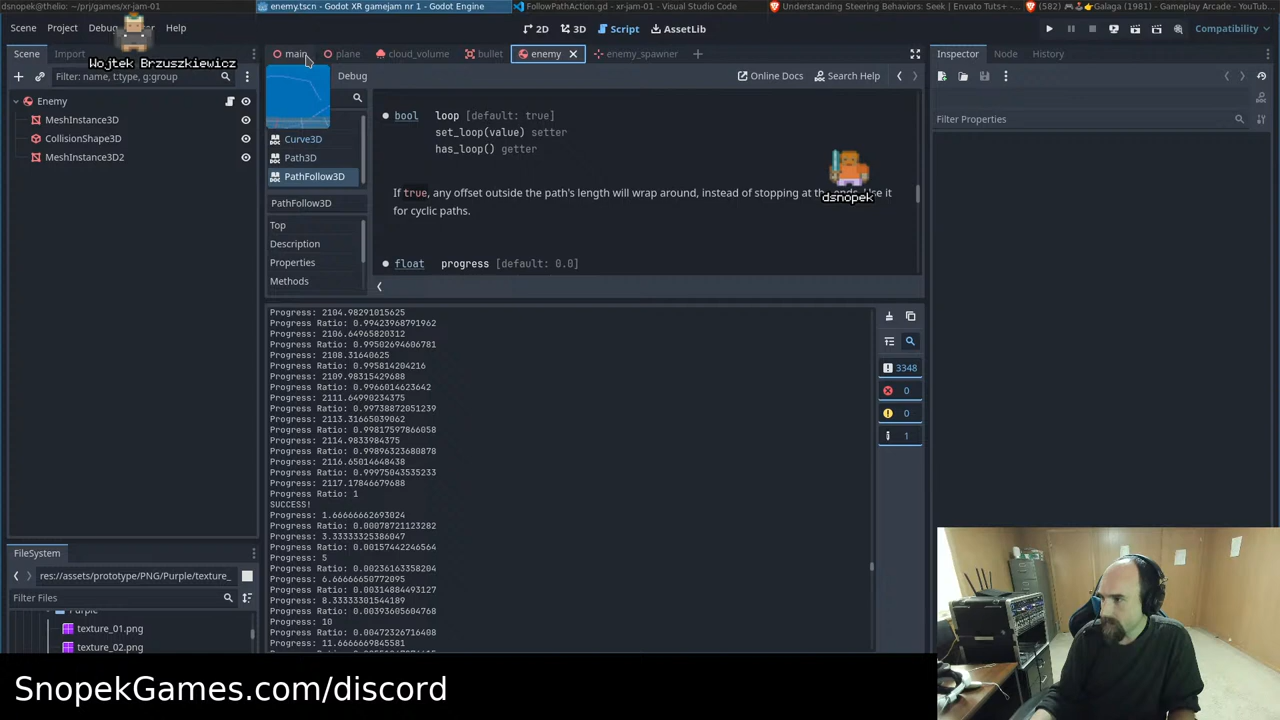 dsnopek@thelio: ~/prj/games/xr-jam-01
enemy.tscn - Godot XR gamejam nr 1 - Godot Engine
FollowPathAction.gd - xr-jam-01 - Visual Studio Code
Understanding Steering Behaviors: Seek | Envato Tuts+ - ...
Galaga (1981) - Gameplay Arcade - YouTub...
Scene Project Debug Help
2D 3D Script AssetLib
Compatibility
Wojtek Brzuszkiewicz
Scene Import
main plane cloud_volume bullet enemy enemy_spawner
Inspector Node History
Filter: name, t:type, g:group
Debug
Online Docs Search Help
Enemy
MeshInstance3D
CollisionShape3D
MeshInstance3D2
Curve3D
Path3D
PathFollow3D
PathFollow3D
Top
Description
Properties
Methods
bool loop [default: true]
set_loop(value) setter
has_loop() getter
If true, any offset outside the path's length will wrap around, instead of stopping at the ends. Use it
for cyclic paths.
float progress [default: 0.0]
dsnopek
Filter Properties
Progress: 2104.98291015625
Progress Ratio: 0.99423968791962
Progress: 2106.64965820312
Progress Ratio: 0.99502694606781
Progress: 2108.31640625
Progress Ratio: 0.995814204216
Progress: 2109.98315429688
Progress Ratio: 0.9966014623642
Progress: 2111.64990234375
Progress Ratio: 0.99738872051239
Progress: 2113.31665039062
Progress Ratio: 0.99817597866058
Progress: 2114.9833984375
Progress Ratio: 0.99896323680878
Progress: 2116.65014648438
Progress Ratio: 0.99975043535233
Progress: 2117.17846679688
Progress Ratio: 1
SUCCESS!
Progress: 1.66666662693024
Progress Ratio: 0.00078721123282
Progress: 3.33333325386047
Progress Ratio: 0.00157442246564
Progress: 5
Progress Ratio: 0.00236163358204
Progress: 6.66666650772095
Progress Ratio: 0.00314884493127
Progress: 8.33333301544189
Progress Ratio: 0.00393605604768
Progress: 10
Progress Ratio: 0.00472326716408
Progress: 11.6666669845581
3348
0
0
1
FileSystem
res://assets/prototype/PNG/Purple/texture_
Filter Files
Purple
texture_01.png
texture_02.png
SnopekGames.com/discord